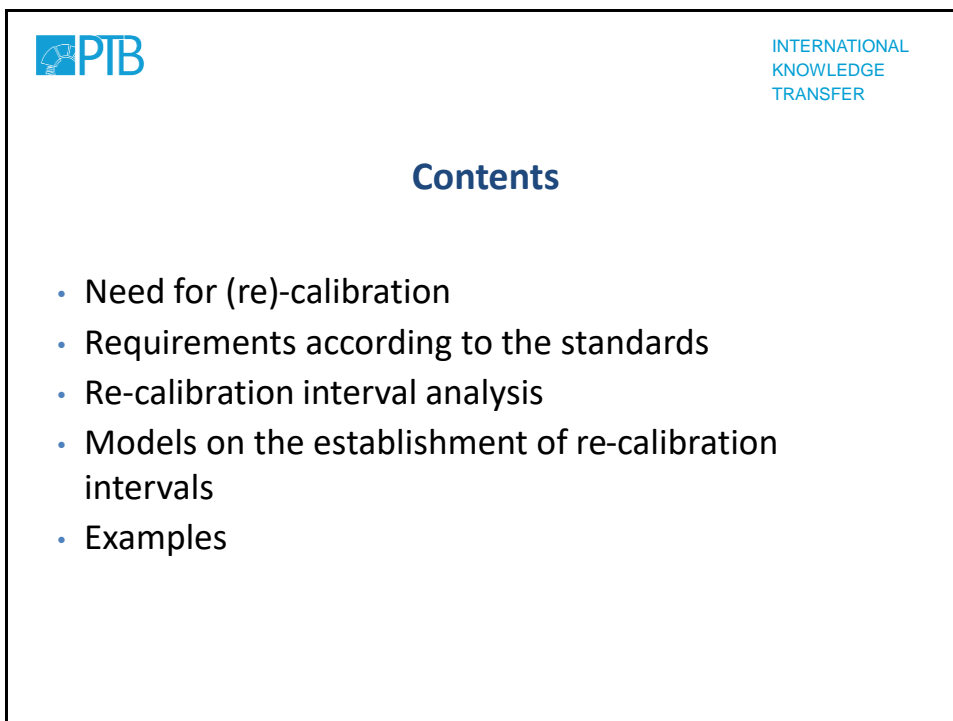 PTB
INTERNATIONAL
KNOWLEDGE
TRANSFER
Contents
• Need for (re)-calibration
• Requirements according to the standards
• Re-calibration interval analysis
• Models on the establishment of re-calibration
intervals
• Examples